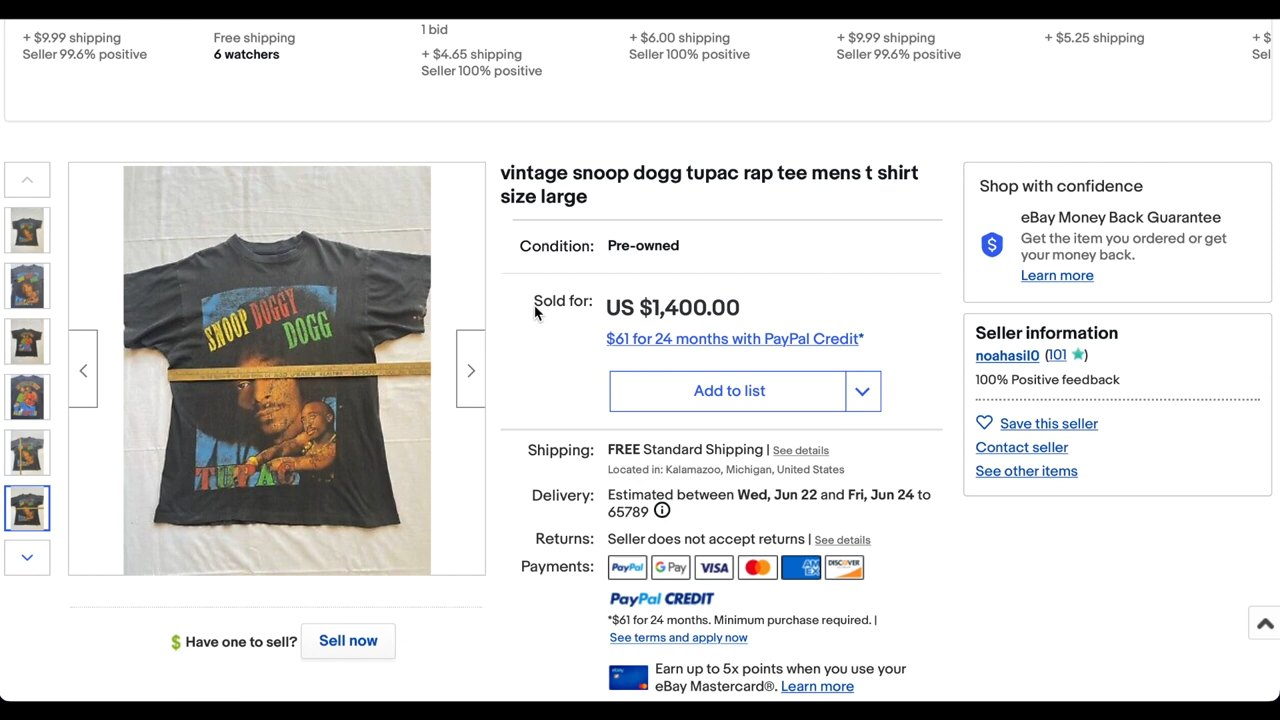 1 bid
+ $9.99 shipping
Seller 99.6% positive
Free shipping
6 watchers
+ $4.65 shipping
Seller 100% positive
+ $6.00 shipping
Seller 100% positive
+ $9.99 shipping
Seller 99.6% positive
+ $5.25 shipping
+ $
Sel
SNOOP DOGGY
DOGG
TUPAC
vintage snoop dogg tupac rap tee mens t shirt
size large
Condition: Pre-owned
Sold for: US $1,400.00
$61 for 24 months with PayPal Credit*
Add to list
Shipping: FREE Standard Shipping | See details
Located in: Kalamazoo, Michigan, United States
Delivery: Estimated between Wed, Jun 22 and Fri, Jun 24 to
65789
Returns: Seller does not accept returns | See details
Payments: PayPal G Pay VISA MasterCard AM EX DISCOVER
PayPal CREDIT
*$61 for 24 months. Minimum purchase required. |
See terms and apply now
Earn up to 5x points when you use your
eBay Mastercard®. Learn more
Have one to sell? Sell now
Shop with confidence
eBay Money Back Guarantee
Get the item you ordered or get
your money back.
Learn more
Seller information
noahasil0 (101)
100% Positive feedback
Save this seller
Contact seller
See other items